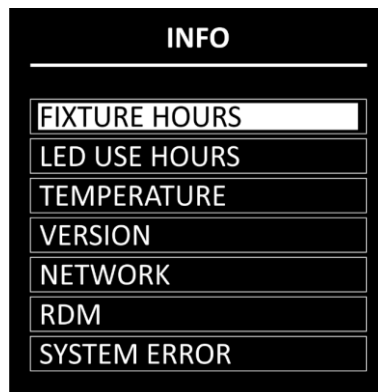 INFO
FIXTURE HOURS
LED USE HOURS
TEMPERATURE
VERSION
NETWORK
RDM
SYSTEM ERROR